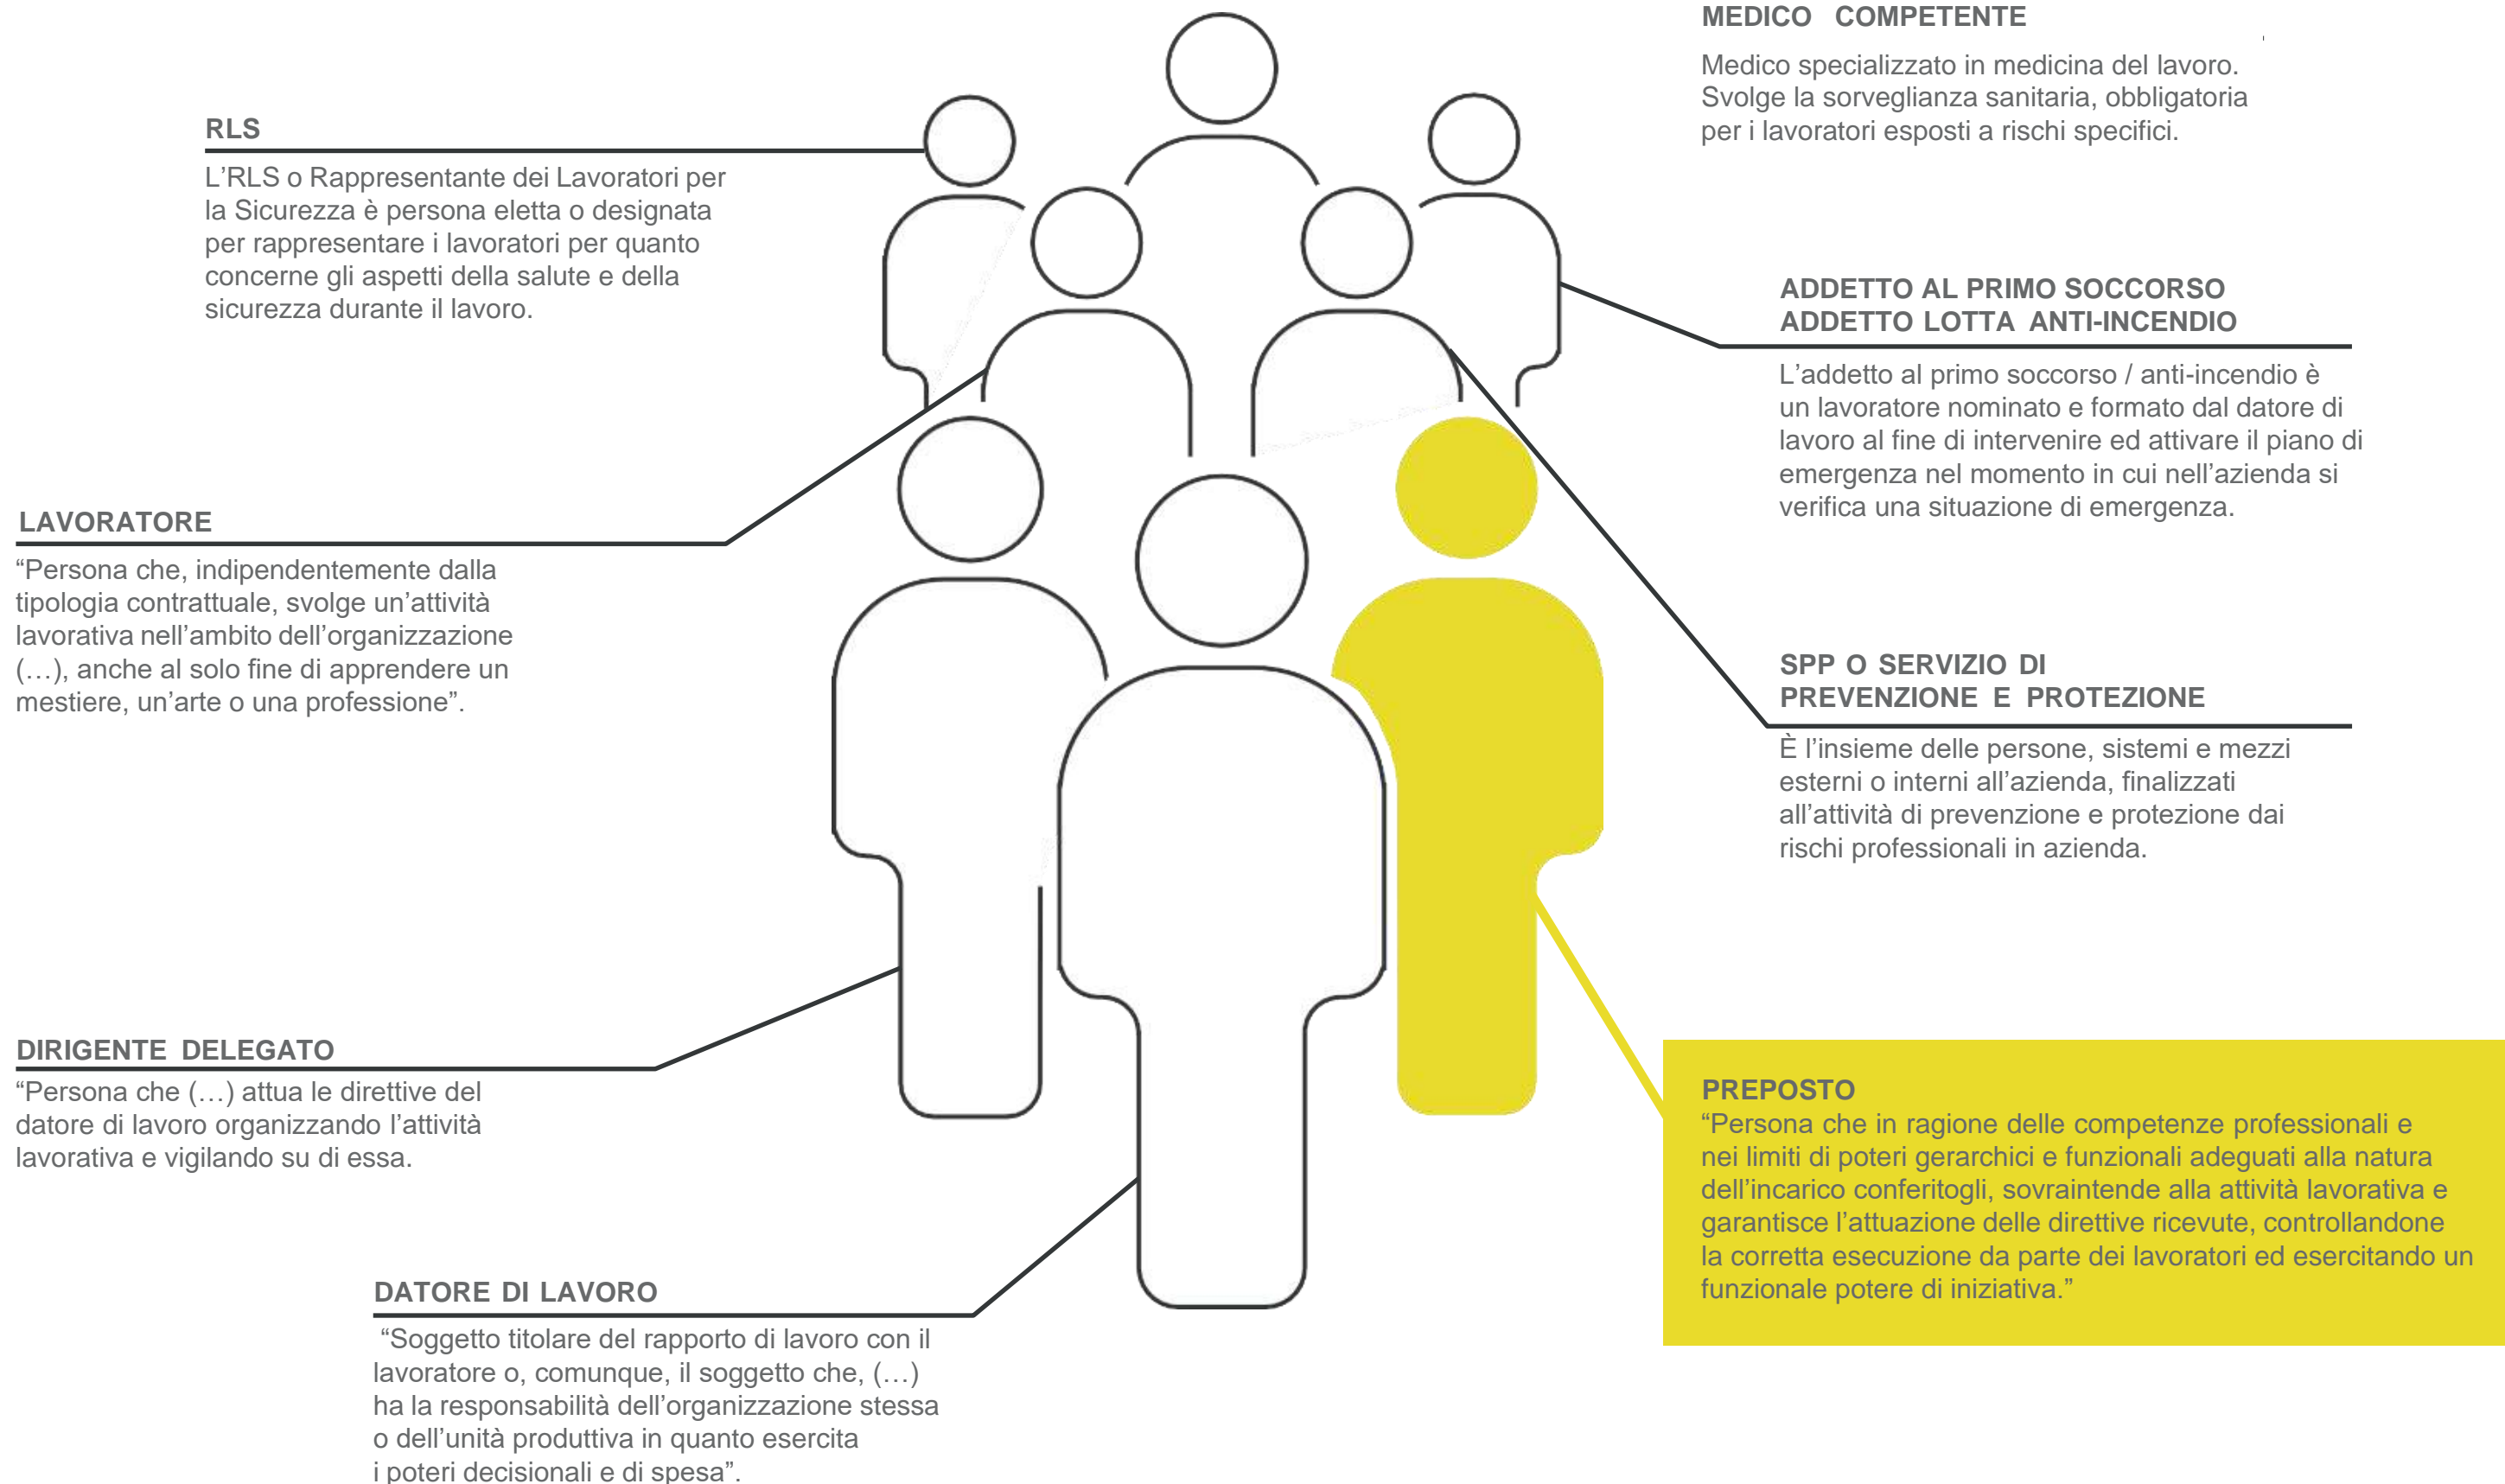 MEDICO COMPETENTE
Medico specializzato in medicina del lavoro.
Svolge la sorveglianza sanitaria, obbligatoria
per i lavoratori esposti a rischi specifici.
RLS
L’RLS o Rappresentante dei Lavoratori per
la Sicurezza è persona eletta o designata
per rappresentare i lavoratori per quanto
concerne gli aspetti della salute e della
sicurezza durante il lavoro.
ADDETTO AL PRIMO SOCCORSO
ADDETTO LOTTA ANTI-INCENDIO
L’addetto al primo soccorso / anti-incendio è
un lavoratore nominato e formato dal datore di
lavoro al fine di intervenire ed attivare il piano di
emergenza nel momento in cui nell’azienda si
verifica una situazione di emergenza.
LAVORATORE
“Persona che, indipendentemente dalla
tipologia contrattuale, svolge un’attività
lavorativa nell’ambito dell’organizzazione
(…), anche al solo fine di apprendere un
mestiere, un’arte o una professione”.
SPP O SERVIZIO DI
PREVENZIONE E PROTEZIONE
È l’insieme delle persone, sistemi e mezzi
esterni o interni all’azienda, finalizzati
all’attività di prevenzione e protezione dai
rischi professionali in azienda.
DIRIGENTE DELEGATO
“Persona che (…) attua le direttive del
datore di lavoro organizzando l’attività
lavorativa e vigilando su di essa.
PREPOSTO
“Persona che in ragione delle competenze professionali e
nei limiti di poteri gerarchici e funzionali adeguati alla natura
dell’incarico conferitogli, sovraintende alla attività lavorativa e
garantisce l’attuazione delle direttive ricevute, controllandone
la corretta esecuzione da parte dei lavoratori ed esercitando un
funzionale potere di iniziativa.”
DATORE DI LAVORO
“Soggetto titolare del rapporto di lavoro con il
lavoratore o, comunque, il soggetto che, (…)
ha la responsabilità dell’organizzazione stessa
o dell’unità produttiva in quanto esercita
i poteri decisionali e di spesa”.